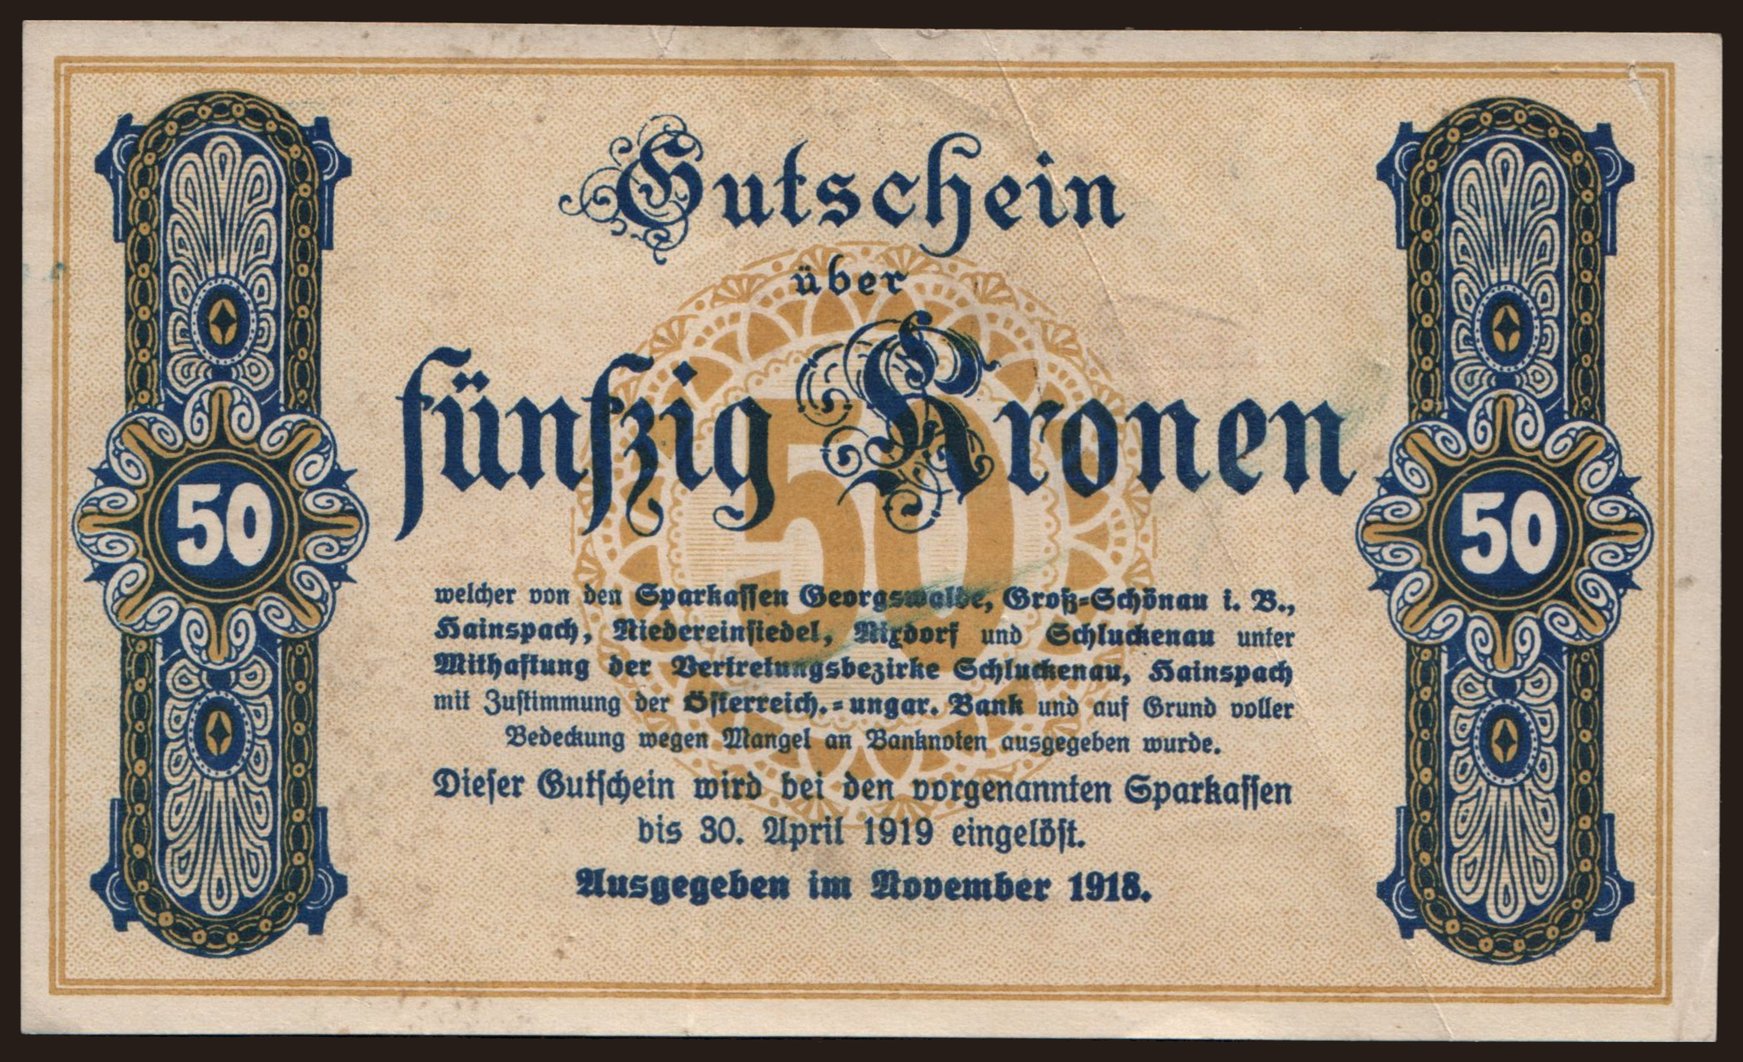 Gutschein
über
fünfzig Kronen
50
50
50
welcher von den Sparkassen Georgswalde, Groß-Schönau i. B.,
Hainspach, Niedereinsiedel, Nixdorf und Schluckenau unter
Mithaftung der Vertretungsbezirke Schluckenau, Hainspach
mit Zustimmung der Österreich.-ungar. Bank und auf Grund voller
Bedeckung wegen Mangel an Banknoten ausgegeben wurde.
Dieser Gutschein wird bei den vorgenannten Sparkassen
bis 30. April 1919 eingelöst.
Ausgegeben im November 1918.